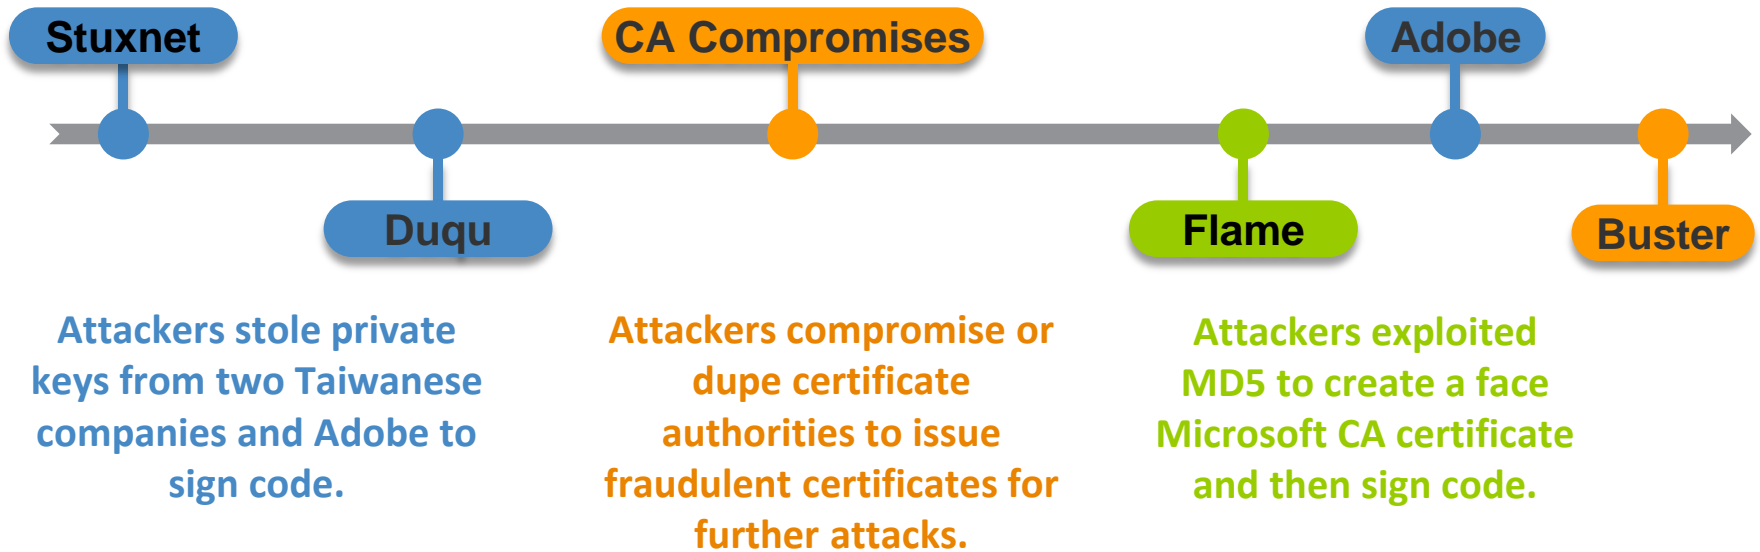 Stuxnet
CA Compromises
Adobe
Duqu
Flame
Buster
Attackers stole private
keys from two Taiwanese
companies and Adobe to
sign code.
Attackers compromise or
dupe certificate
authorities to issue
fraudulent certificates for
further attacks.
Attackers exploited
MD5 to create a face
Microsoft CA certificate
and then sign code.